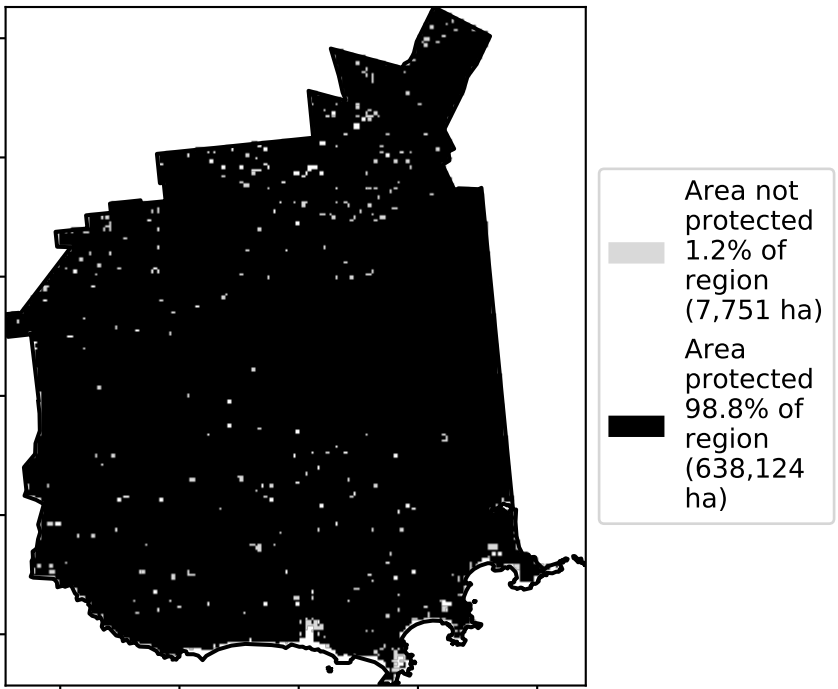 Area not
protected
1.2% of
region
(7,751 ha)
Area
protected
98.8% of
region
(638,124
ha)